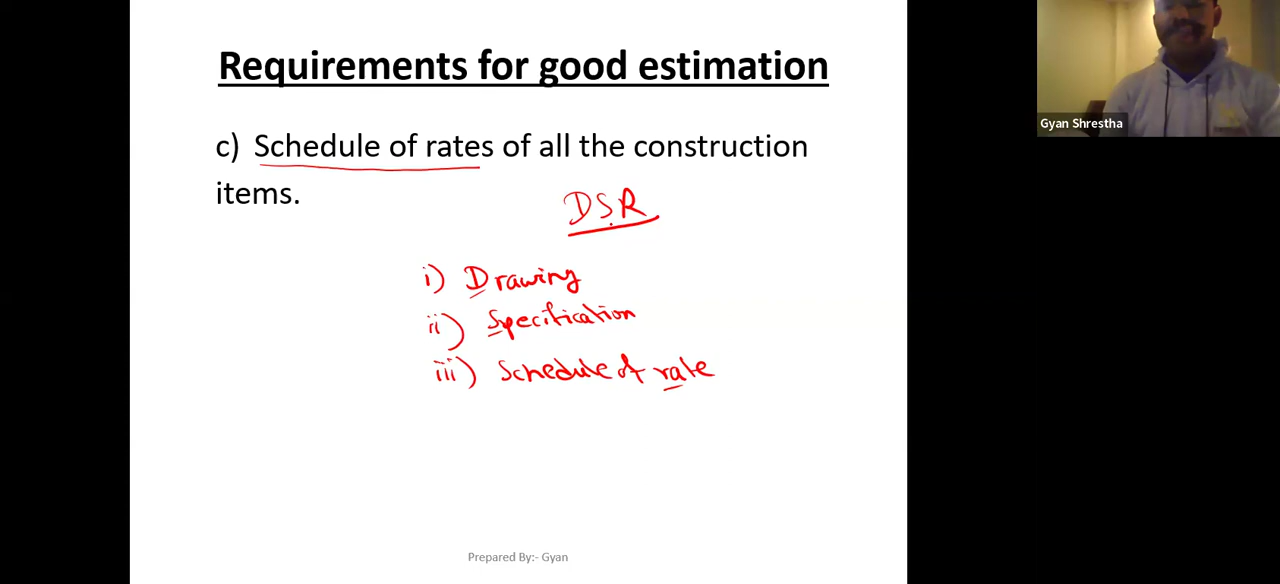 Requirements for good estimation
Gyan Shrestha
c) Schedule of rates of all the construction
items.
DSR
i) Drawing
ii) Specification
iii) Schedule of rate
Prepared By:- Gyan